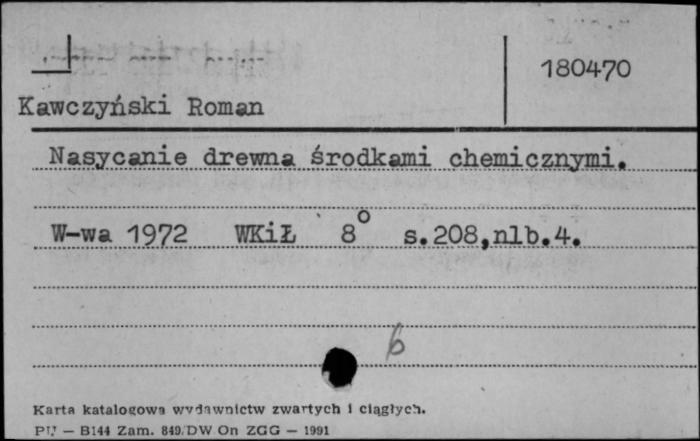 180470
Kawczyński Roman
Nasycanie drewna środkami chemicznymi.
W-wa 1972 WKiŁ 8° s.208,nlb.4.
b
Karta katalogowa wydawnictw zwartych i ciągłych.
PU — B144 Zam. 849/DW On ZGG — 1991